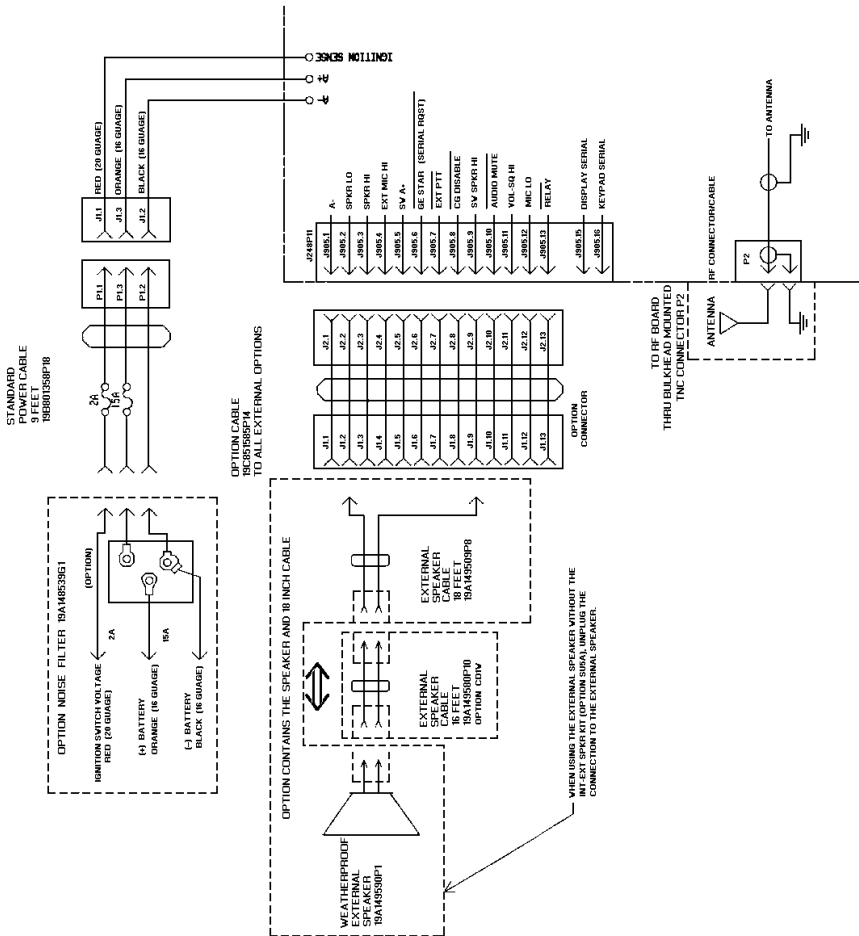 STANDARD
POWER CABLE
9 FEET
19B801358P18
2A
15A
P1.1
P1.3
P1.2
J1.1
J1.3
J1.2
RED (20 GUAGE)
ORANGE (16 GUAGE)
BLACK (16 GUAGE)
IGNITION SENSE
A+
A-
OPTION NOISE FILTER 19A148539G1
(OPTION)
IGNITION SWITCH VOLTAGE
RED (20 GUAGE)
2A
(+) BATTERY
ORANGE (16 GUAGE)
15A
(-) BATTERY
BLACK (16 GUAGE)
OPTION CABLE
19C851585P14
TO ALL EXTERNAL OPTIONS
J1.1
J1.2
J1.3
J1.4
J1.5
J1.6
J1.7
J1.8
J1.9
J1.10
J1.11
J1.12
J1.13
OPTION
CONNECTOR
J2.1
J2.2
J2.3
J2.4
J2.5
J2.6
J2.7
J2.8
J2.9
J2.10
J2.11
J2.12
J2.13
J248P11
J905.1 A-
J905.2 SPKR LO
J905.3 SPKR HI
J905.4 EXT MIC HI
J905.5 SW A+
J905.6 GE STAR (SERIAL RQST)
J905.7 EXT PTT
J905.8 CG DISABLE
J905.9 SW SPKR HI
J905.10 AUDIO MUTE
J905.11 VOL-SQ HI
J905.12 MIC LO
J905.13 RELAY
J905.15 DISPLAY SERIAL
J905.16 KEYPAD SERIAL
OPTION CONTAINS THE SPEAKER AND 18 INCH CABLE
WEATHERPROOF
EXTERNAL
SPEAKER
19A149590P1
EXTERNAL
SPEAKER
CABLE
16 FEET
19A149580P10
OPTION CD1V
EXTERNAL
SPEAKER
CABLE
18 FEET
19A149509P8
WHEN USING THE EXTERNAL SPEAKER WITHOUT THE
INT-EXT SPKR KIT (OPTION SU5A), UNPLUG THE
CONNECTION TO THE EXTERNAL SPEAKER.
TO RF BOARD
THRU BULKHEAD MOUNTED
TNC CONNECTOR P2
ANTENNA
RF CONNECTOR/CABLE
P2
TO ANTENNA